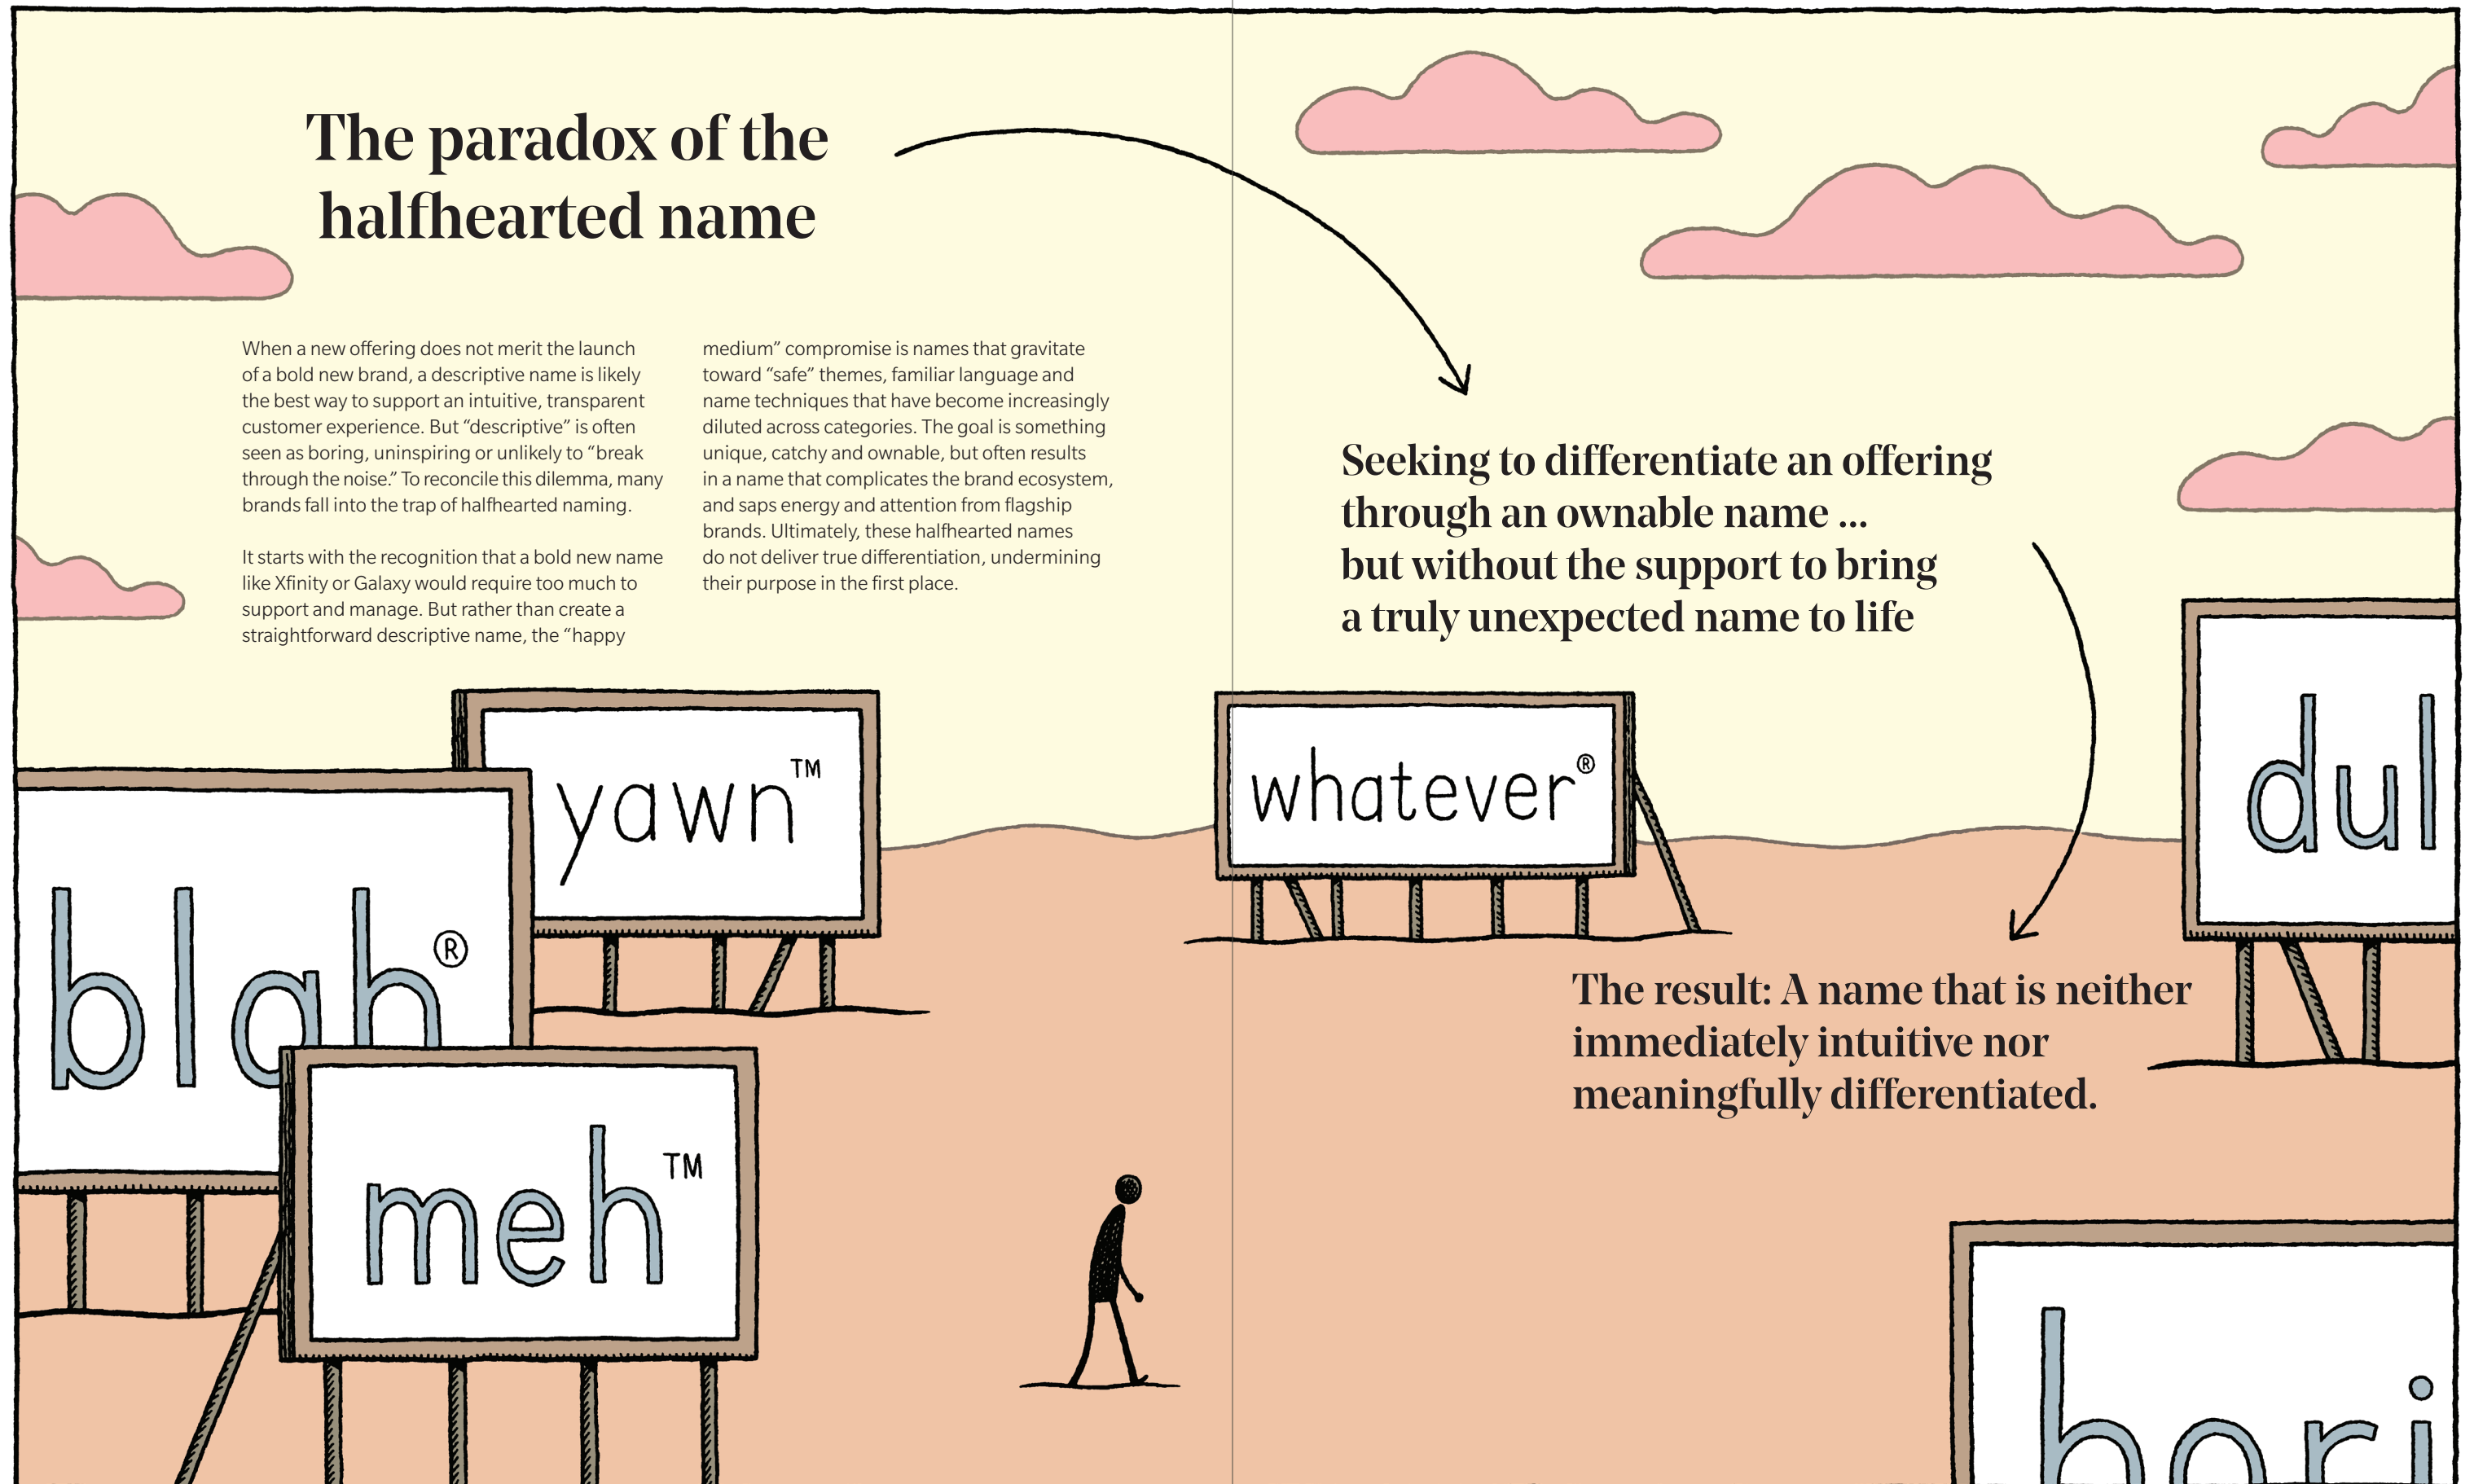 The paradox of the
halfhearted name
When a new offering does not merit the launch
of a bold new brand, a descriptive name is likely
the best way to support an intuitive, transparent
customer experience. But “descriptive” is often
seen as boring, uninspiring or unlikely to “break
through the noise.” To reconcile this dilemma, many
brands fall into the trap of halfhearted naming.
It starts with the recognition that a bold new name
like Xfinity or Galaxy would require too much to
support and manage. But rather than create a
straightforward descriptive name, the “happy
medium” compromise is names that gravitate
toward “safe” themes, familiar language and
name techniques that have become increasingly
diluted across categories. The goal is something
unique, catchy and ownable, but often results
in a name that complicates the brand ecosystem,
and saps energy and attention from flagship
brands. Ultimately, these halfhearted names
do not deliver true differentiation, undermining
their purpose in the first place.
Seeking to differentiate an offering
through an ownable name ...
but without the support to bring
a truly unexpected name to life
yawn™
whatever®
dul
blah®
The result: A name that is neither
immediately intuitive nor
meaningfully differentiated.
meh™
bori